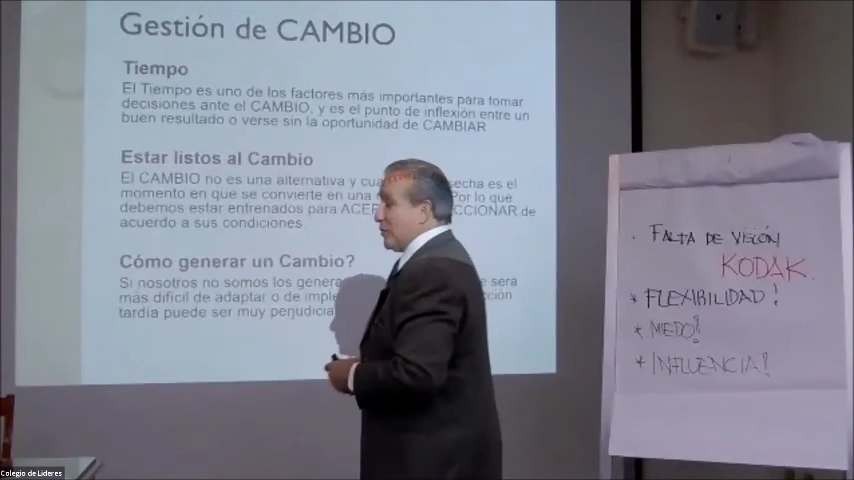 Gestión de CAMBIO
Tiempo
El Tiempo es uno de los factores mas importantes para tomar
decisiones ante el CAMBIO, y es el punto de inflexión entre un
buen resultado o verse sin la oportunidad de CAMBIAR
Estar listos al CAMBIO
El CAMBIO no es una alternativa y es el
momento en que se convierte en una Por lo que
debemos estar entrenados para de
acuerdo a sus condiciones.
Cómo generar un Cambio?
Si nosotros no somos los será
más difícil de adaptar o de
tardía puede ser muy
FALTA DE VISIÓN
KODAK.
* FLEXIBILIDAD!
* MEDO!
* INFLUENCIA!
Colegio de Lideres